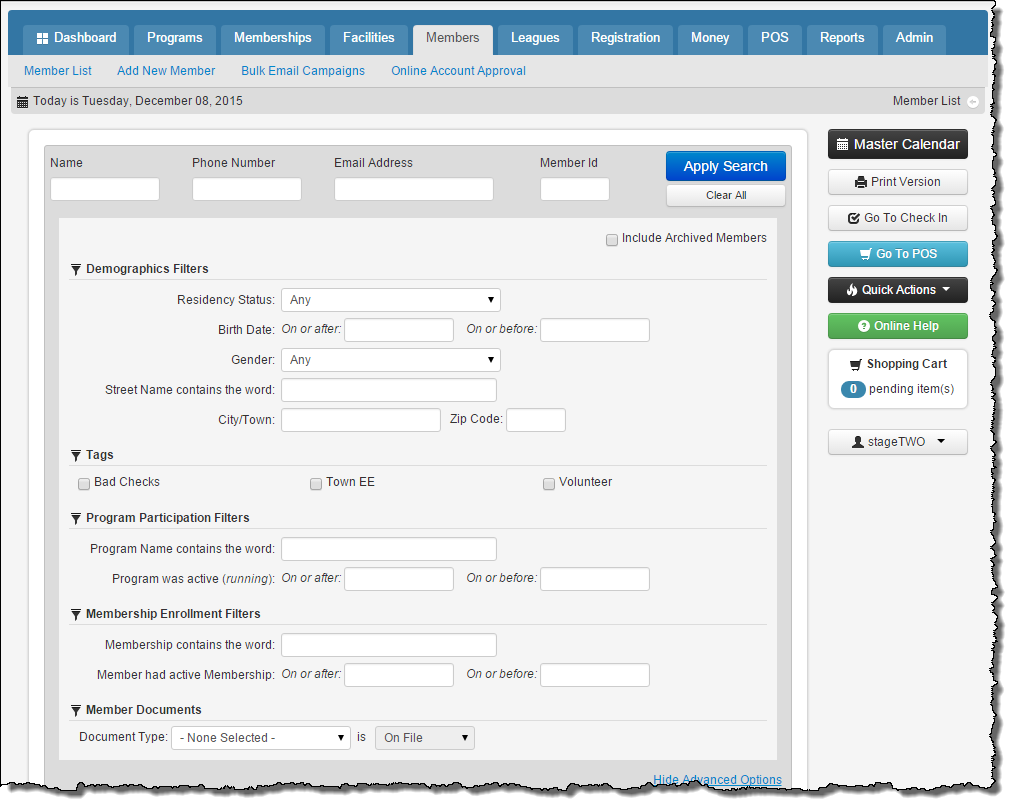 Dashboard Programs Memberships Facilities Members Leagues Registration Money POS Reports Admin
Member List Add New Member Bulk Email Campaigns Online Account Approval
Today is Tuesday, December 08, 2015 Member List
Name Phone Number Email Address Member Id
Apply Search
Clear All
Include Archived Members
Demographics Filters
Residency Status: Any
Birth Date: On or after: On or before:
Gender: Any
Street Name contains the word:
City/Town: Zip Code:
Tags
Bad Checks Town EE Volunteer
Program Participation Filters
Program Name contains the word:
Program was active (running): On or after: On or before:
Membership Enrollment Filters
Membership contains the word:
Member had active Membership: On or after: On or before:
Member Documents
Document Type: - None Selected - is On File
Hide Advanced Options
Master Calendar
Print Version
Go To Check In
Go To POS
Quick Actions
Online Help
Shopping Cart
0 pending item(s)
stageTWO